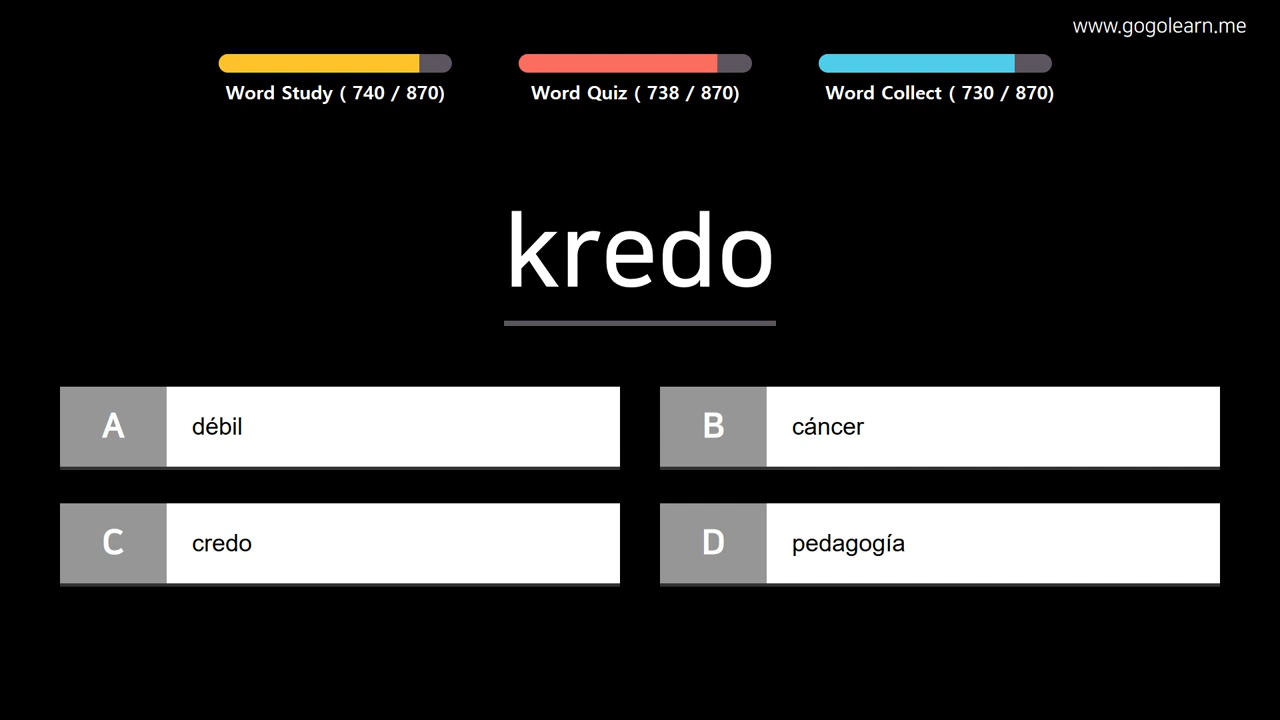 www.gogolearn.me
Word Study ( 740 / 870)
Word Quiz ( 738 / 870)
Word Collect ( 730 / 870)
kredo
A débil
B cáncer
C credo
D pedagogía